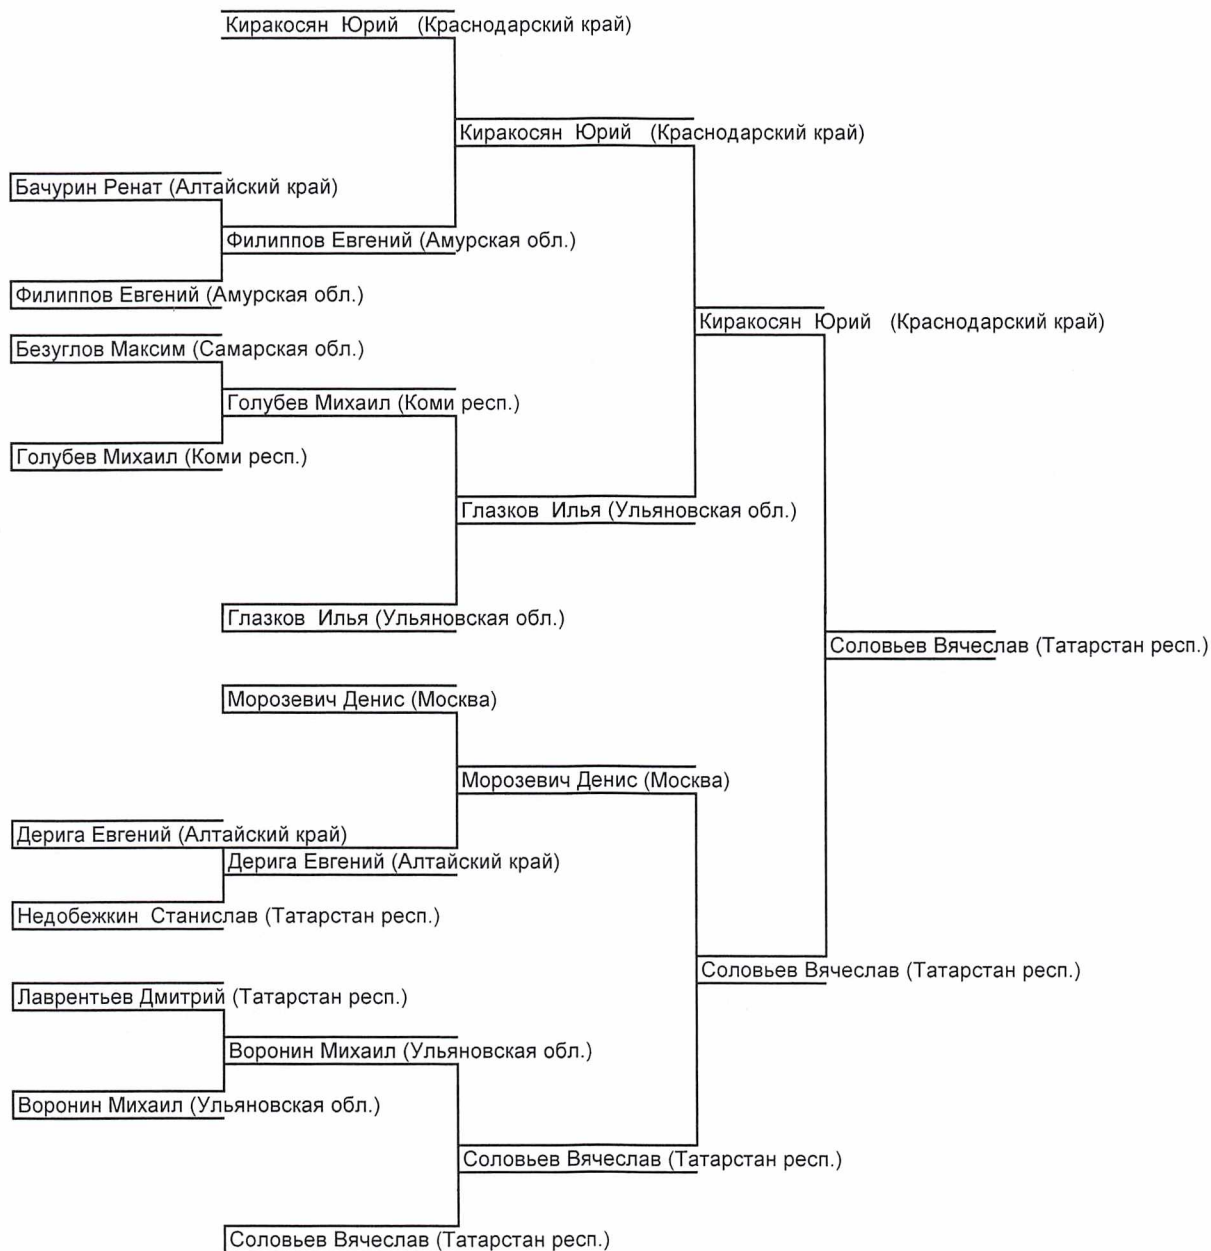 Киракосян Юрий (Краснодарский край)
Киракосян Юрий (Краснодарский край)
Бачурин Ренат (Алтайский край)
Филиппов Евгений (Амурская обл.)
Филиппов Евгений (Амурская обл.)
Киракосян Юрий (Краснодарский край)
Безуглов Максим (Самарская обл.)
Голубев Михаил (Коми респ.)
Голубев Михаил (Коми респ.)
Глазков Илья (Ульяновская обл.)
Глазков Илья (Ульяновская обл.)
Соловьев Вячеслав (Татарстан респ.)
Морозевич Денис (Москва)
Морозевич Денис (Москва)
Дерига Евгений (Алтайский край)
Дерига Евгений (Алтайский край)
Недобежкин Станислав (Татарстан респ.)
Соловьев Вячеслав (Татарстан респ.)
Лаврентьев Дмитрий (Татарстан респ.)
Воронин Михаил (Ульяновская обл.)
Воронин Михаил (Ульяновская обл.)
Соловьев Вячеслав (Татарстан респ.)
Соловьев Вячеслав (Татарстан респ.)